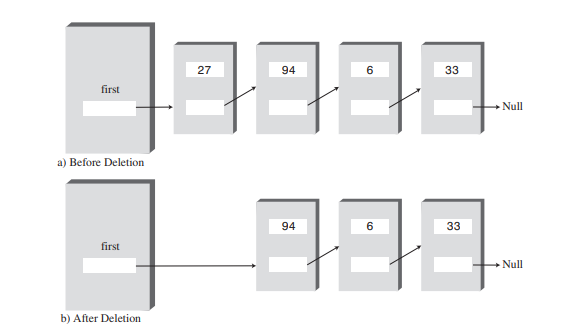 27 94 6 33
first
Null
a) Before Deletion
94 6 33
first
Null
b) After Deletion